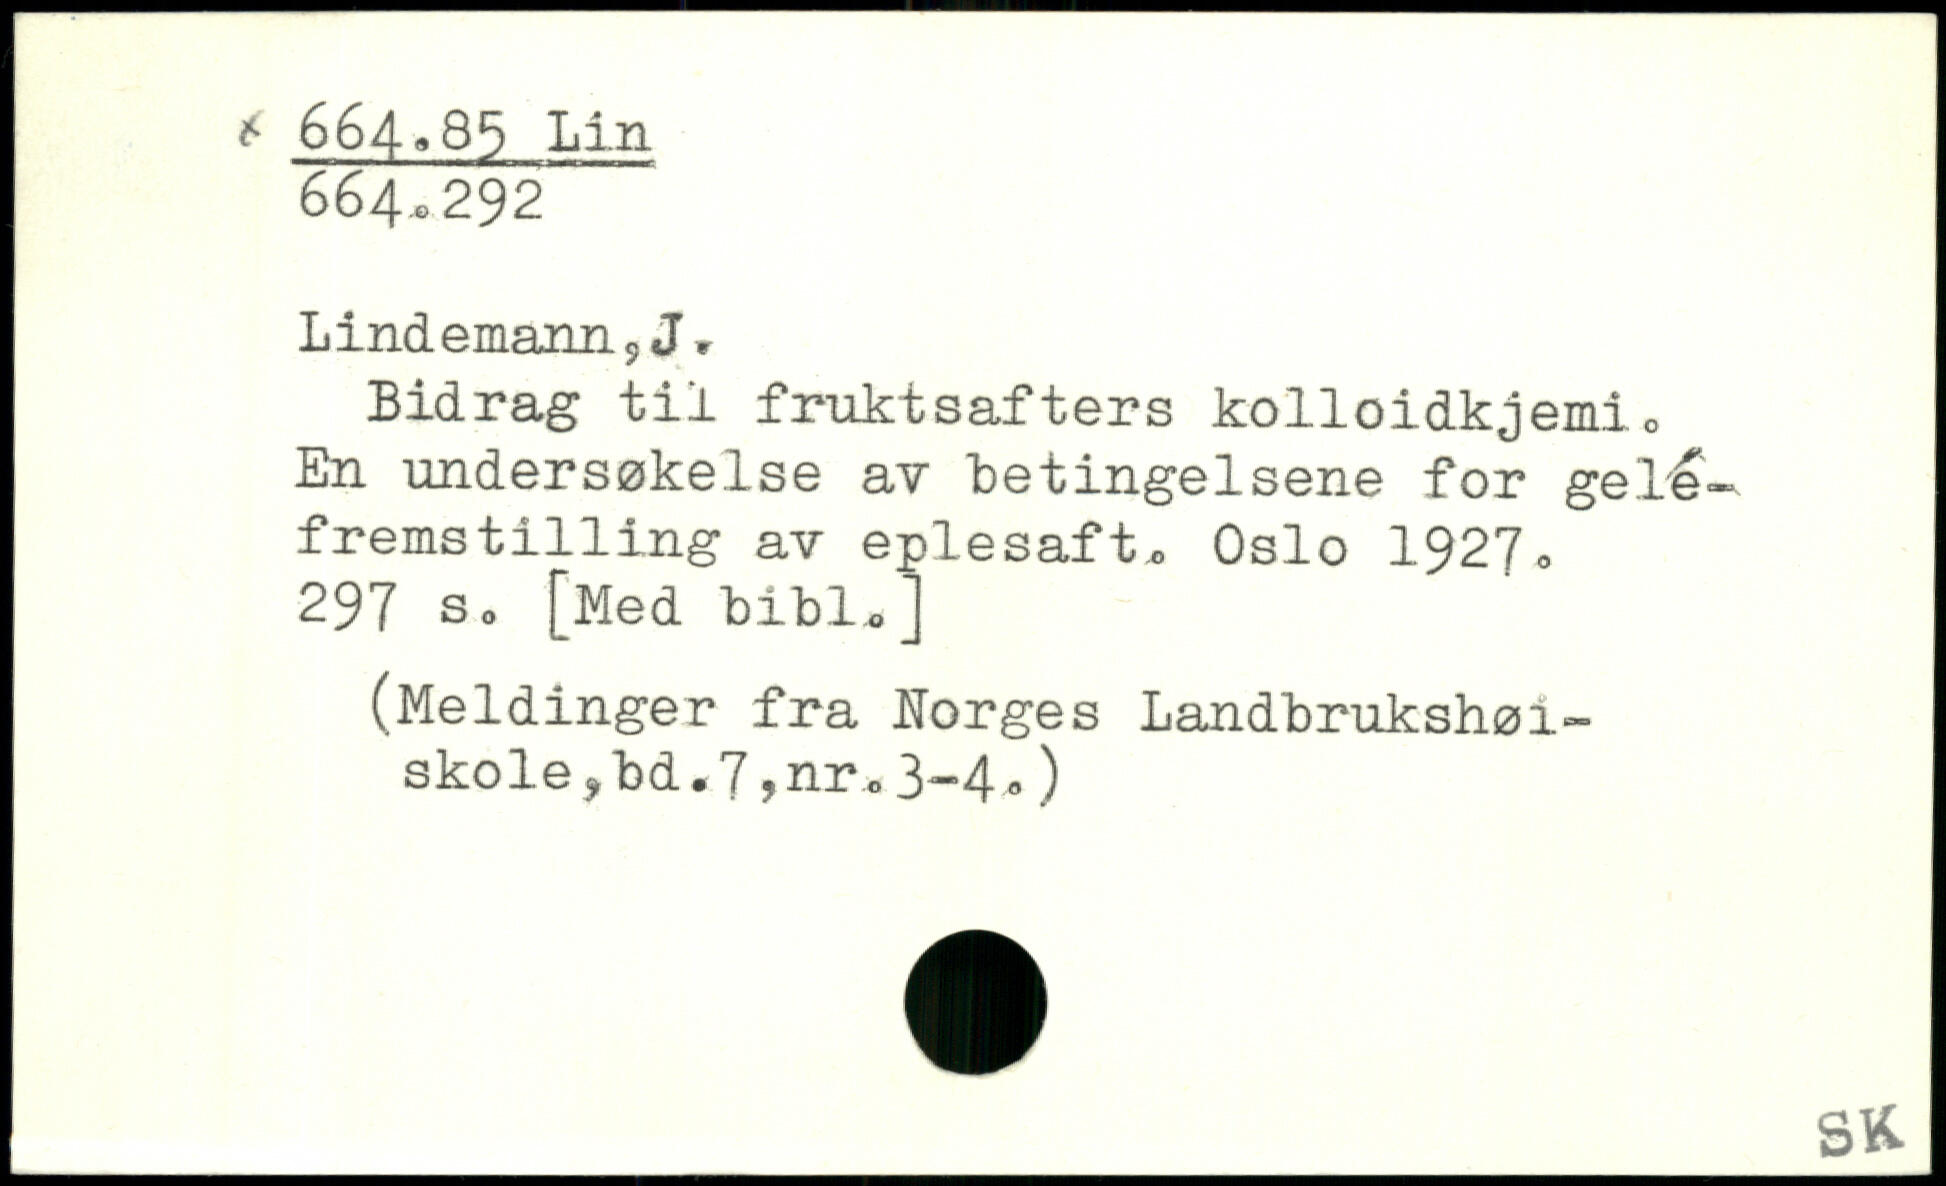 x 664.85 Lin
664.292
Lindemann,J.
Bidrag til fruktsafters kolloidkjemi.
En undersøkelse av betingelsene for gelé-
fremstilling av eplesaft. Oslo 1927.
297 s. [Med bibl.]
(Meldinger fra Norges Landbrukshøi-
skole,bd.7,nr.3-4.)
SK